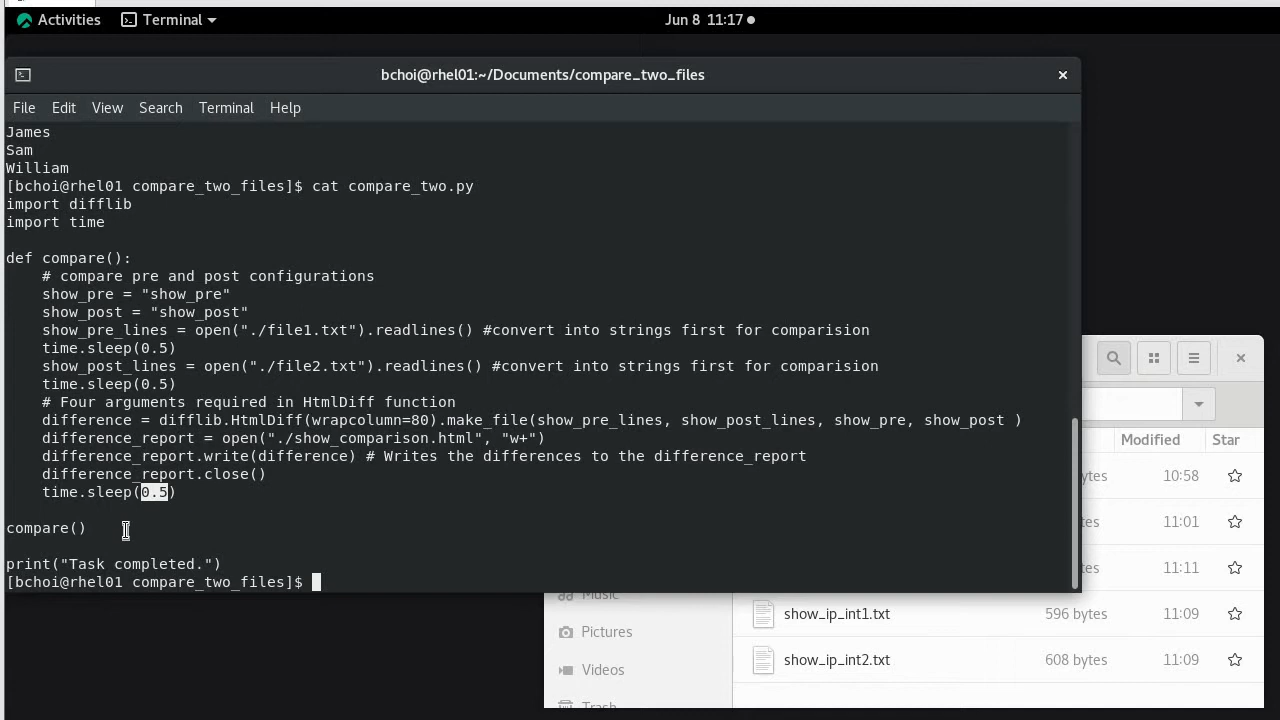 Activities
Terminal
Jun 8 11:17
bchoi@rhel01:~/Documents/compare_two_files
File Edit View Search Terminal Help
James
Sam
William
[bchoi@rhel01 compare_two_files]$ cat compare_two.py
import difflib
import time
def compare():
    # compare pre and post configurations
    show_pre = "show_pre"
    show_post = "show_post"
    show_pre_lines = open("./file1.txt").readlines() #convert into strings first for comparision
    time.sleep(0.5)
    show_post_lines = open("./file2.txt").readlines() #convert into strings first for comparision
    time.sleep(0.5)
    # Four arguments required in HtmlDiff function
    difference = difflib.HtmlDiff(wrapcolumn=80).make_file(show_pre_lines, show_post_lines, show_pre, show_post )
    difference_report = open("./show_comparison.html", "w+")
    difference_report.write(difference) # Writes the differences to the difference_report
    difference_report.close()
    time.sleep(0.5)
compare()
print("Task completed.")
[bchoi@rhel01 compare_two_files]$
Modified Star
10:58
11:01
11:11
Music
show_ip_int1.txt 596 bytes 11:09
Pictures
show_ip_int2.txt 608 bytes 11:09
Videos
Trash